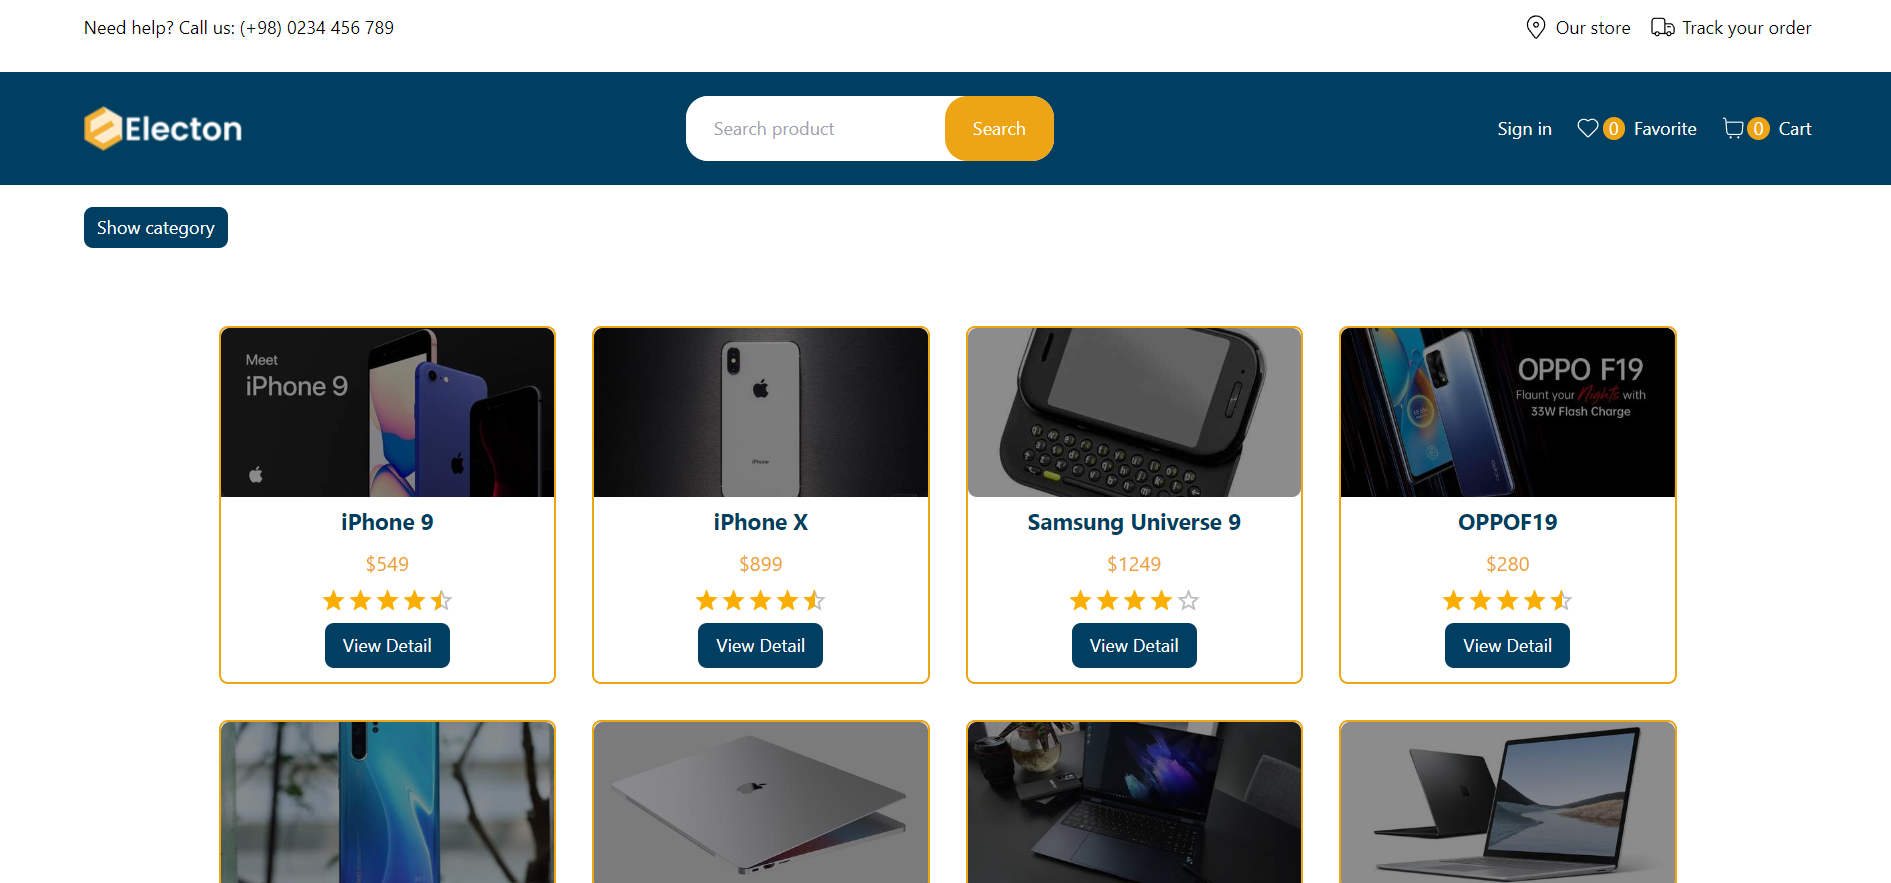 Need help? Call us: (+98) 0234 456 789
Our store
Track your order
Electon
Search product
Search
Sign in
0
Favorite
0
Cart
Show category
Meet
iPhone 9
OPPO F19
Flaunt your Nights with
33W Flash Charge
iPhone 9
iPhone X
Samsung Universe 9
OPPOF19
$549
$899
$1249
$280
View Detail
View Detail
View Detail
View Detail